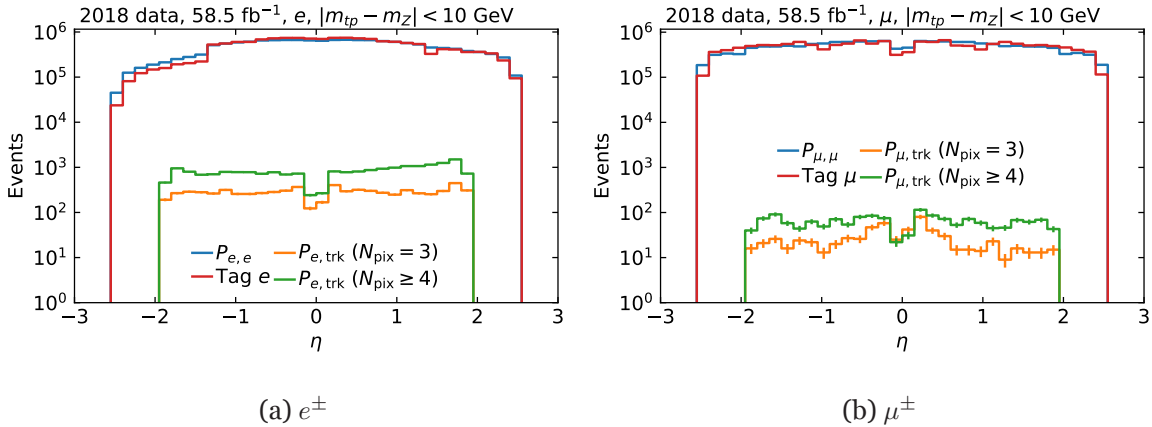 2018 data, 58.5 fb⁻¹, e, |m_tp − m_Z| < 10 GeV
Events
10⁶
10⁵
10⁴
10³
10²
10¹
10⁰
P_e,e
Tag e
P_e,trk (N_pix = 3)
P_e,trk (N_pix ≥ 4)
−3 −2 −1 0 1 2 3
η
(a) e^±
2018 data, 58.5 fb⁻¹, μ, |m_tp − m_Z| < 10 GeV
Events
10⁶
10⁵
10⁴
10³
10²
10¹
10⁰
P_μ,μ
Tag μ
P_μ,trk (N_pix = 3)
P_μ,trk (N_pix ≥ 4)
−3 −2 −1 0 1 2 3
η
(b) μ^±